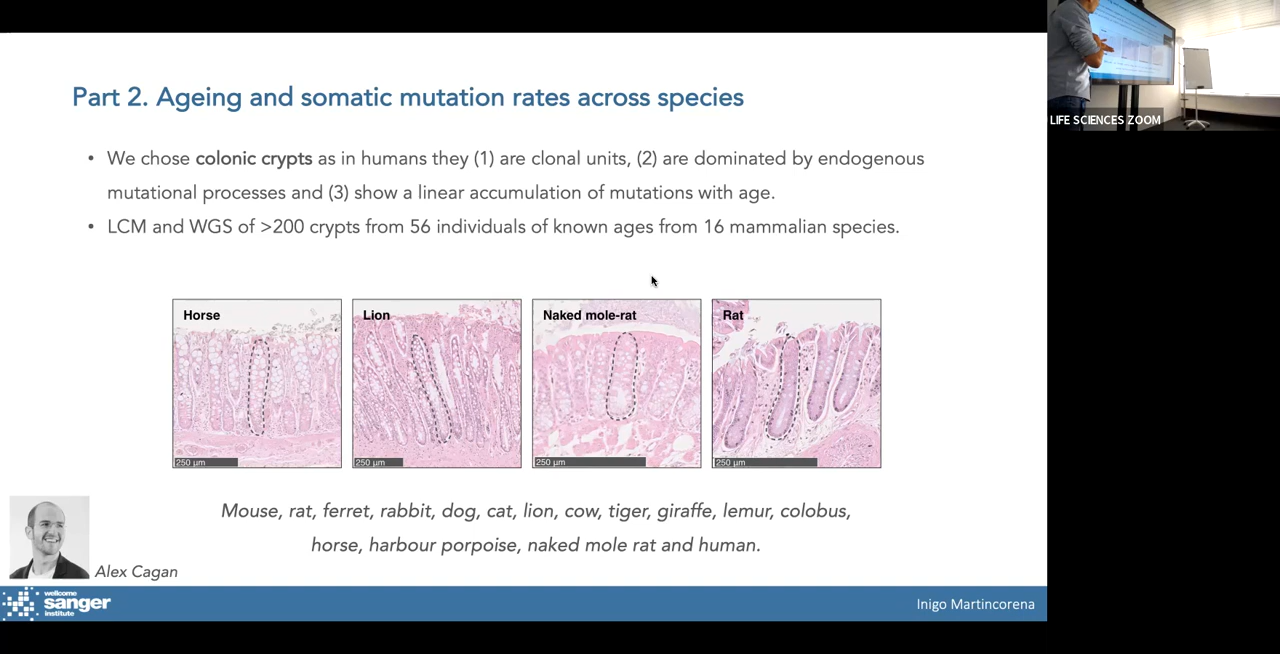 LIFE SCIENCES ZOOM
Part 2. Ageing and somatic mutation rates across species
• We chose colonic crypts as in humans they (1) are clonal units, (2) are dominated by endogenous
mutational processes and (3) show a linear accumulation of mutations with age.
• LCM and WGS of >200 crypts from 56 individuals of known ages from 16 mammalian species.
Horse
250 µm
Lion
250 µm
Naked mole-rat
250 µm
Rat
250 µm
Mouse, rat, ferret, rabbit, dog, cat, lion, cow, tiger, giraffe, lemur, colobus,
horse, harbour porpoise, naked mole rat and human.
Alex Cagan
wellcome
sanger
institute
Inigo Martincorena